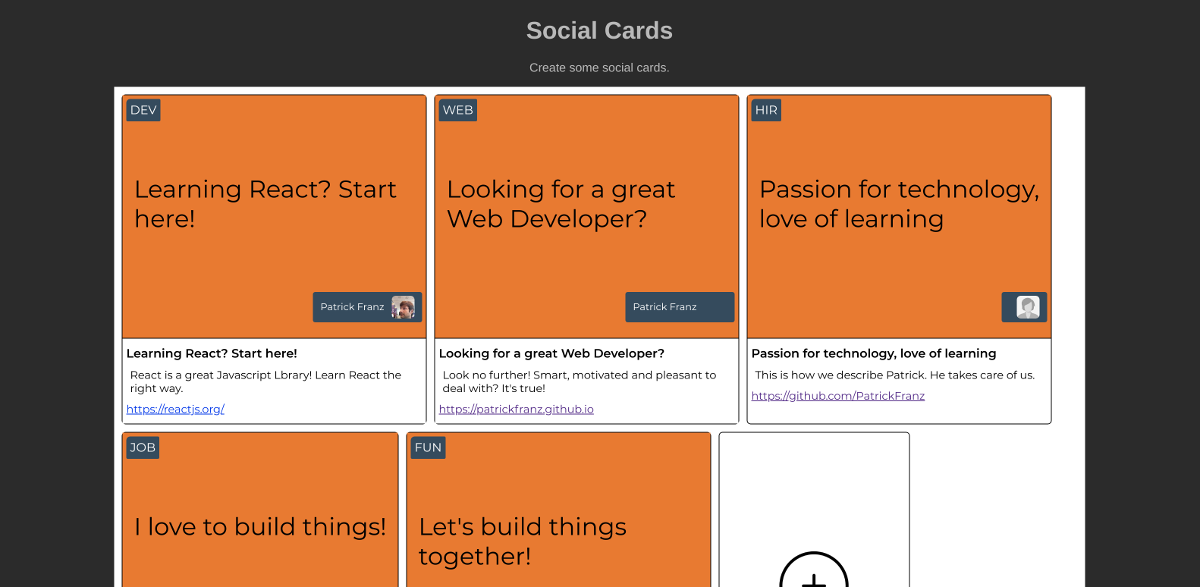 Social Cards
Create some social cards.
DEV
Learning React? Start
here!
Patrick Franz
Learning React? Start here!
React is a great Javascript Lbrary! Learn React the
right way.
https://reactjs.org/
WEB
Looking for a great
Web Developer?
Patrick Franz
Looking for a great Web Developer?
Look no further! Smart, motivated and pleasant to
deal with? It's true!
https://patrickfranz.github.io
HIR
Passion for technology,
love of learning
Passion for technology, love of learning
This is how we describe Patrick. He takes care of us.
https://github.com/PatrickFranz
JOB
I love to build things!
FUN
Let's build things
together!